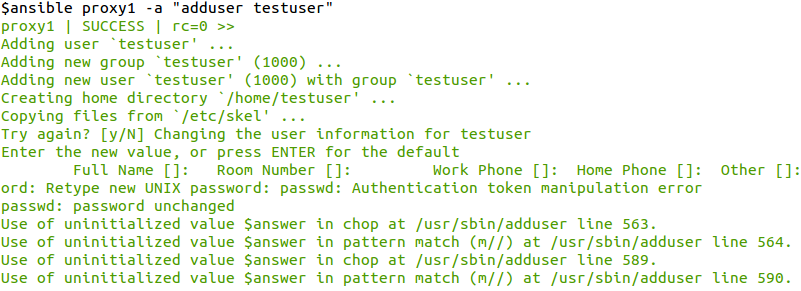 $ansible proxy1 -a "adduser testuser"
proxy1 | SUCCESS | rc=0 >>
Adding user `testuser' ...
Adding new group `testuser' (1000) ...
Adding new user `testuser' (1000) with group `testuser' ...
Creating home directory `/home/testuser' ...
Copying files from `/etc/skel' ...
Try again? [y/N] Changing the user information for testuser
Enter the new value, or press ENTER for the default
        Full Name []:   Room Number []:         Work Phone []:  Home Phone []:  Other []:
ord: Retype new UNIX password: passwd: Authentication token manipulation error
passwd: password unchanged
Use of uninitialized value $answer in chop at /usr/sbin/adduser line 563.
Use of uninitialized value $answer in pattern match (m//) at /usr/sbin/adduser line 564.
Use of uninitialized value $answer in chop at /usr/sbin/adduser line 589.
Use of uninitialized value $answer in pattern match (m//) at /usr/sbin/adduser line 590.